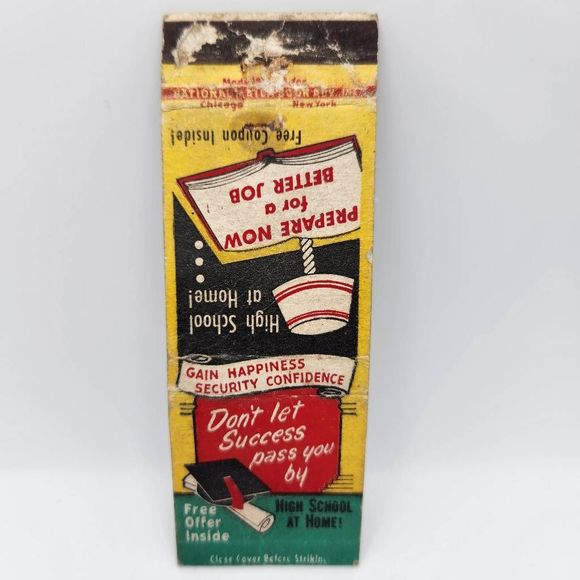 NATIONAL
Chicago New York
Free Coupon Inside!
PREPARE NOW
for a
BETTER JOB
High School
at Home!
GAIN HAPPINESS
SECURITY CONFIDENCE
Don't let
Success
pass you
by
Free
Offer
Inside
HIGH SCHOOL
AT HOME!
Close Cover Before